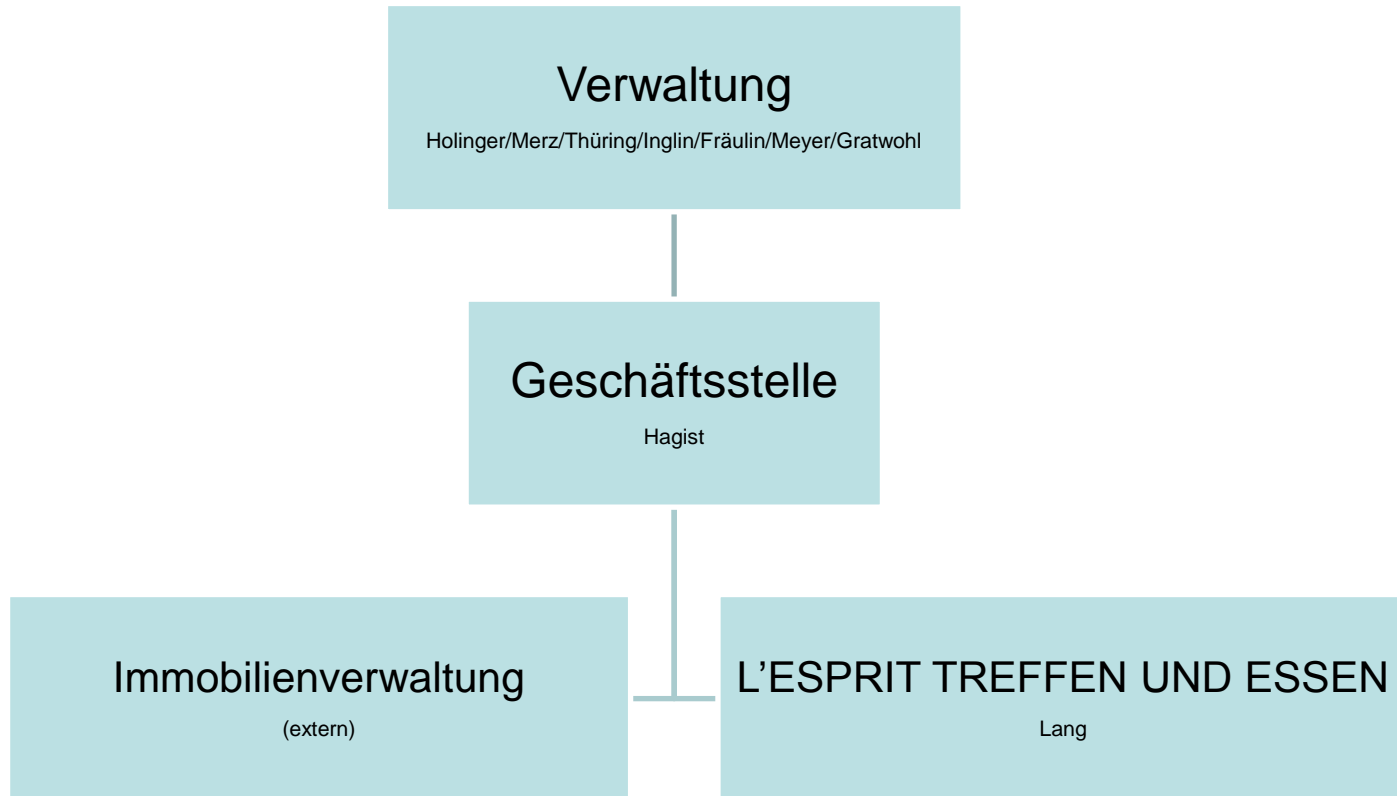 Verwaltung
Holinger/Merz/Thüring/Inglin/Fräulin/Meyer/Gratwohl
Geschäftsstelle
Hagist
Immobilienverwaltung
(extern)
L’ESPRIT TREFFEN UND ESSEN
Lang